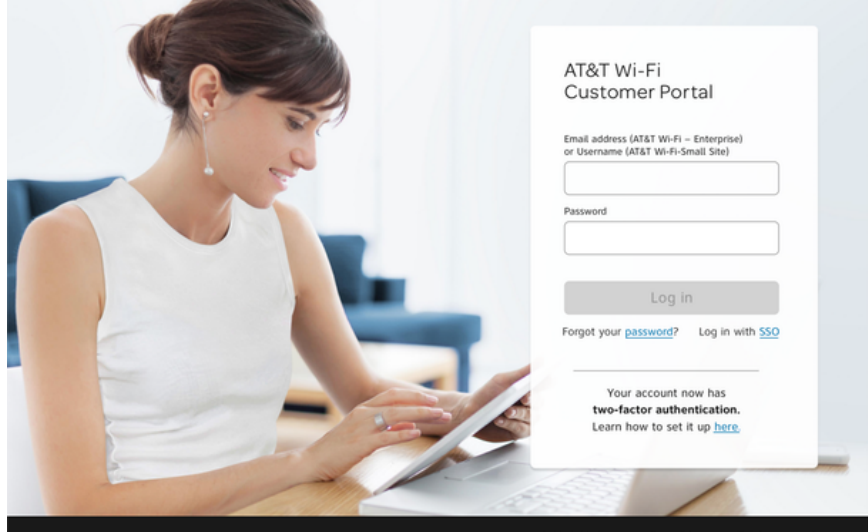 AT&T Wi-Fi
Customer Portal
Email address (AT&T Wi-Fi – Enterprise)
or Username (AT&T Wi-Fi-Small Site)
Password
Log in
Forgot your password? Log in with SSO
Your account now has
two-factor authentication.
Learn how to set it up here.